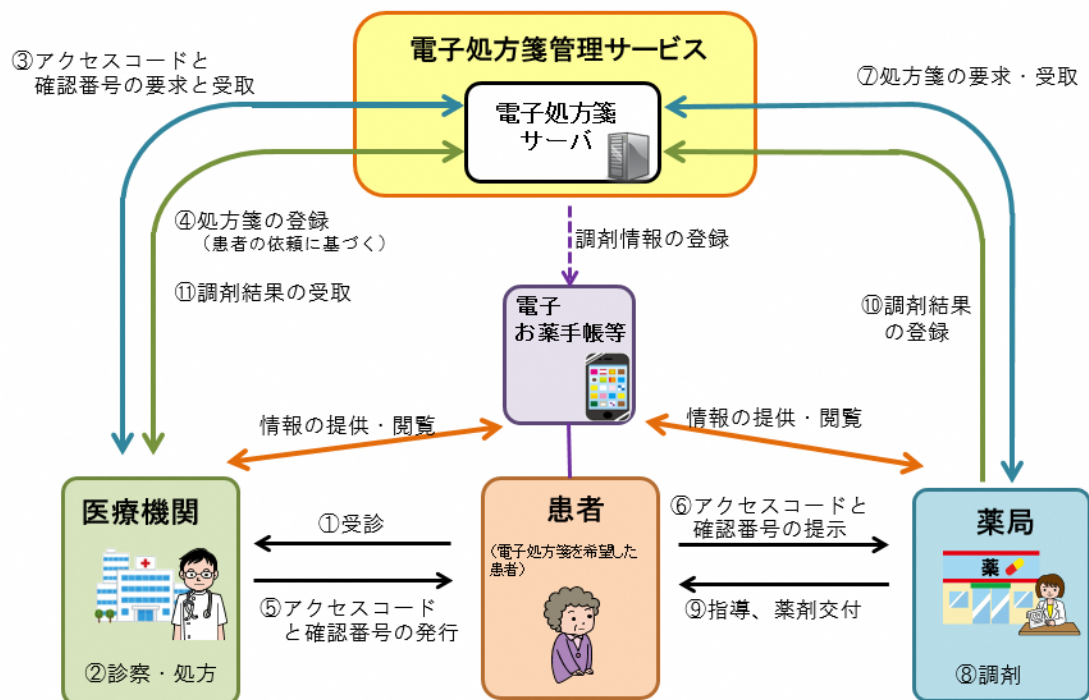 電子処方箋管理サービス
電子処方箋
サーバ
③アクセスコードと
確認番号の要求と受取
⑦処方箋の要求・受取
④処方箋の登録
（患者の依頼に基づく）
⑪調剤結果の受取
調剤情報の登録
⑩調剤結果
の登録
電子
お薬手帳等
情報の提供・閲覧
情報の提供・閲覧
医療機関
②診察・処方
①受診
⑤アクセスコード
と確認番号の発行
患者
（電子処方箋を希望した
患者）
⑥アクセスコードと
確認番号の提示
⑨指導、薬剤交付
薬局
薬
⑧調剤